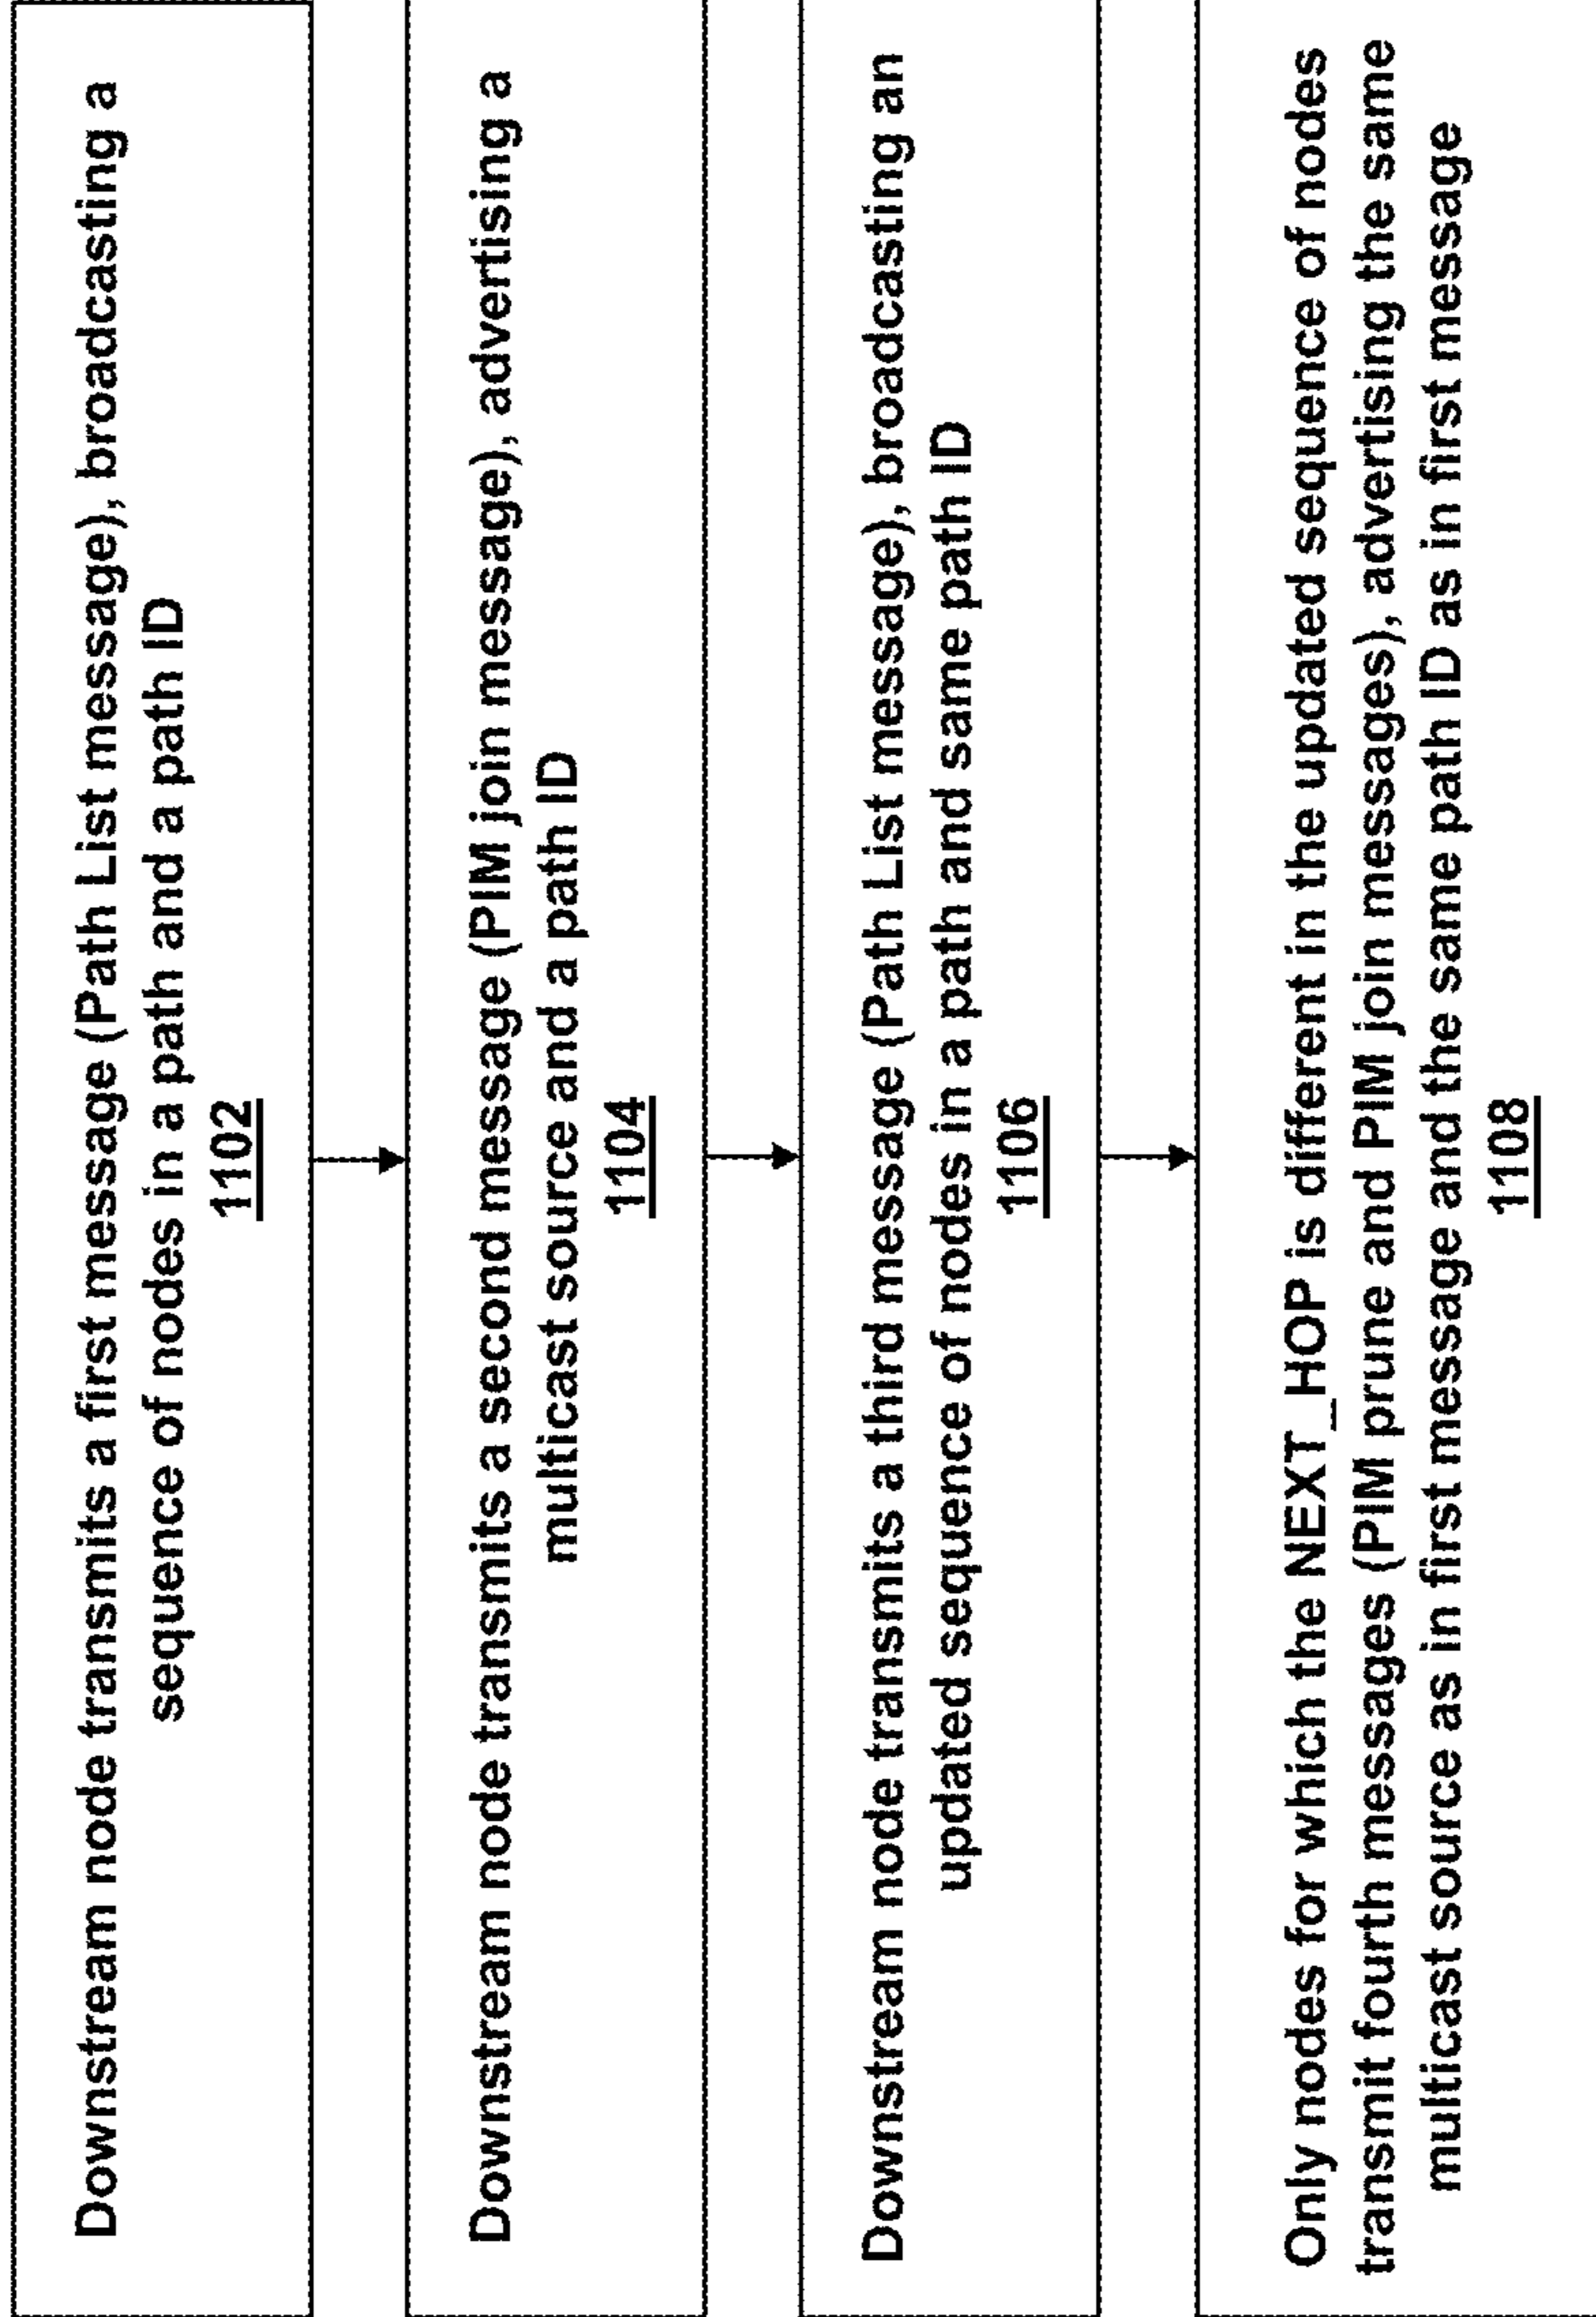 Downstream node transmits a first message (Path List message), broadcasting a
sequence of nodes in a path and a path ID
1102
Downstream node transmits a second message (PIM join message), advertising a
multicast source and a path ID
1104
Downstream node transmits a third message (Path List message), broadcasting an
updated sequence of nodes in a path and same path ID
1106
Only nodes for which the NEXT_HOP is different in the updated sequence of nodes
transmit fourth messages (PIM prune and PIM join messages), advertising the same
multicast source as in first message and the same path ID as in first message
1108